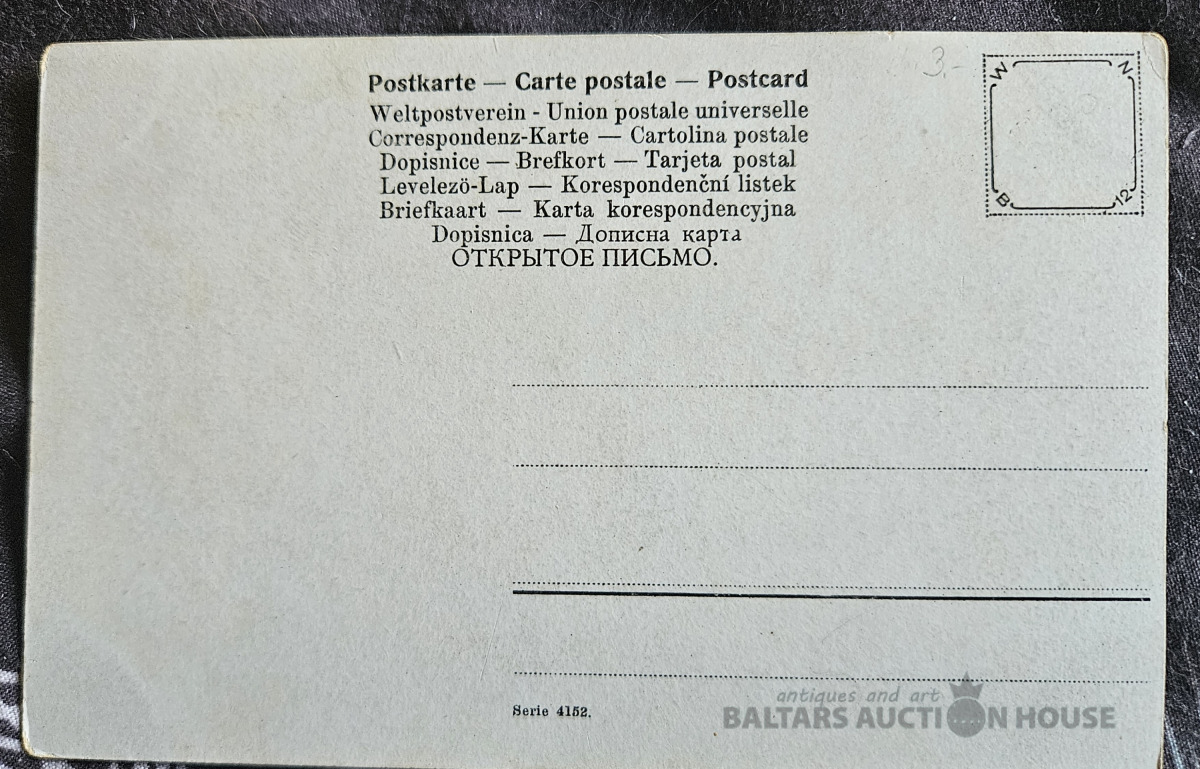 3.-
Postkarte — Carte postale — Postcard
Weltpostverein - Union postale universelle
Correspondenz-Karte — Cartolina postale
Dopisnice — Brefkort — Tarjeta postal
Levelezö-Lap — Korespondenční listek
Briefkaart — Karta korespondencyjna
Dopisnica — Дописна карта
ОТКРЫТОЕ ПИСЬМО.
W N
B 12
Serie 4152.
antiques and art
BALTARS AUCTION HOUSE